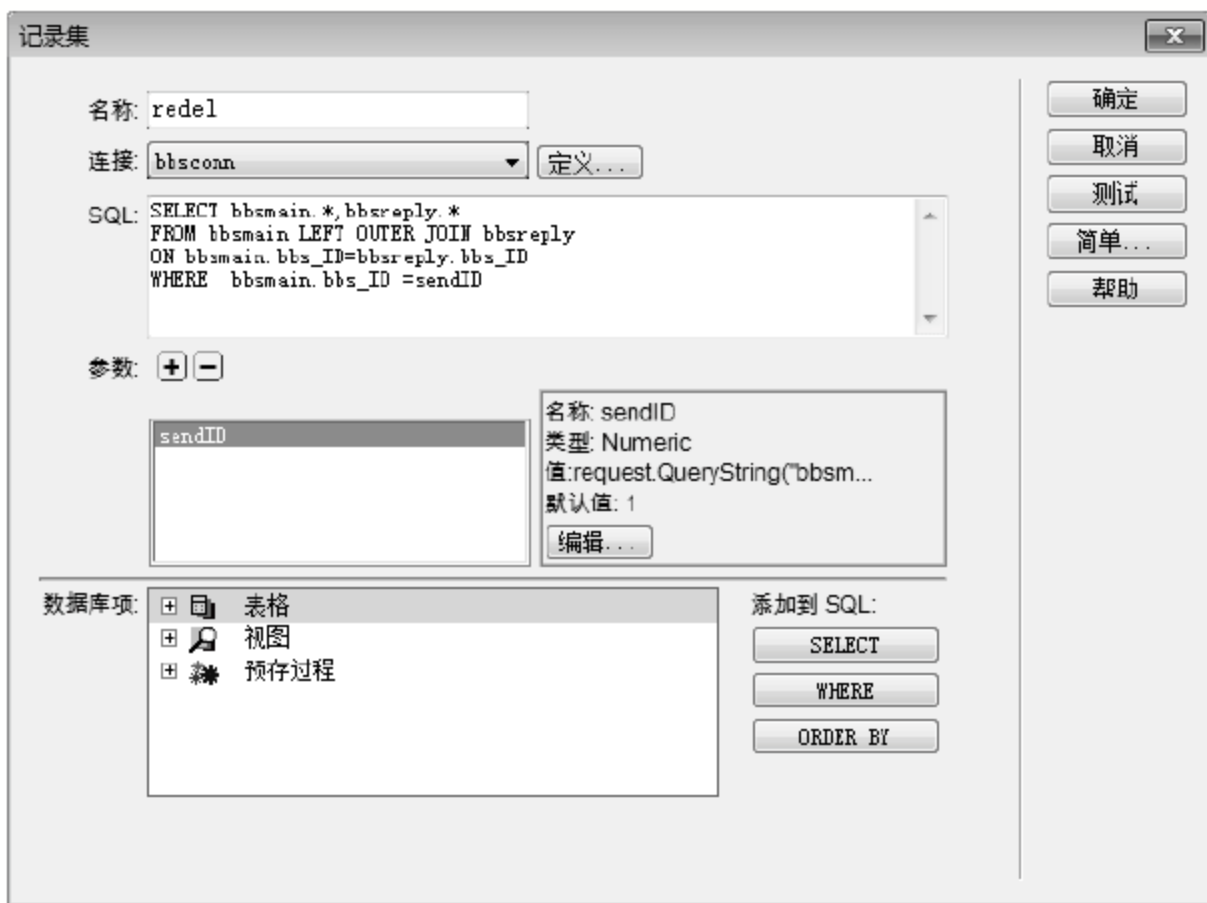 记录集
名称: redel
连接: bbsconn 定义...
SQL: SELECT bbsmain.*,bbsreply.*
FROM bbsmain LEFT OUTER JOIN bbsreply
ON bbsmain.bbs_ID=bbsreply.bbs_ID
WHERE bbsmain.bbs_ID =sendID
参数:
sendID
名称: sendID
类型: Numeric
值:request.QueryString("bbsm...
默认值: 1
编辑...
数据库项: 表格
视图
预存过程
添加到 SQL:
SELECT
WHERE
ORDER BY
确定
取消
测试
简单...
帮助